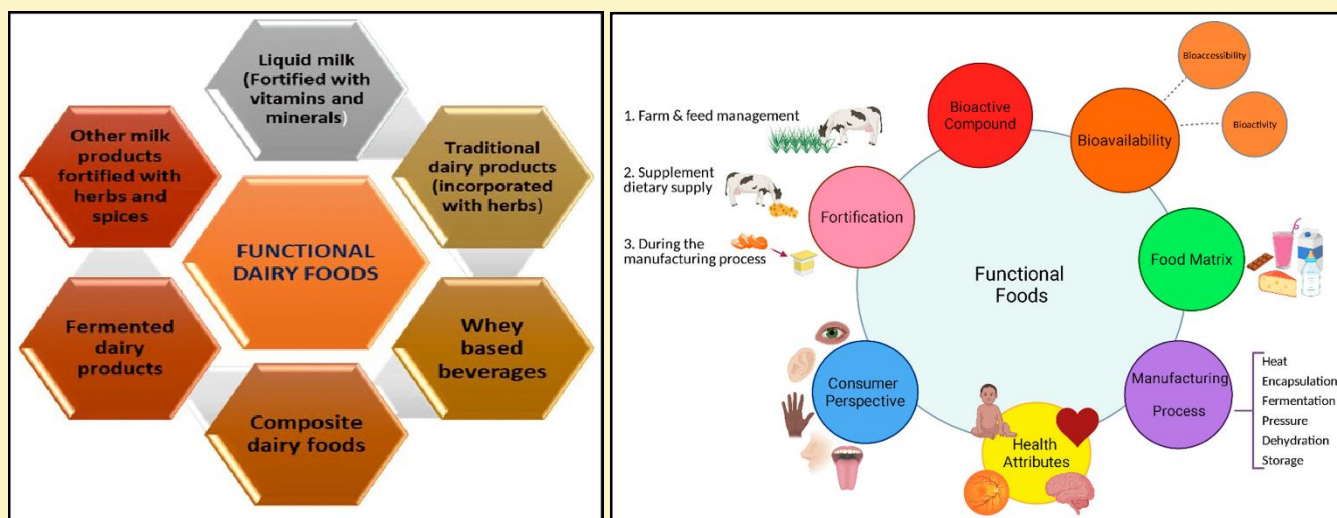 Liquid milk
(Fortified with
vitamins and
minerals)
Other milk
products
fortified with
herbs and
spices
Traditional
dairy products
(incorporated
with herbs)
FUNCTIONAL
DAIRY FOODS
Fermented
dairy
products
Whey
based
beverages
Composite
dairy foods
Bioaccessibility
Bioactive
Compound
Bioavailability
Bioactivity
1. Farm & feed management
2. Supplement
dietary supply
3. During the
manufacturing process
Fortification
Functional
Foods
Food Matrix
Consumer
Perspective
Manufacturing
Process
Heat
Encapsulation
Fermentation
Pressure
Dehydration
Storage
Health
Attributes